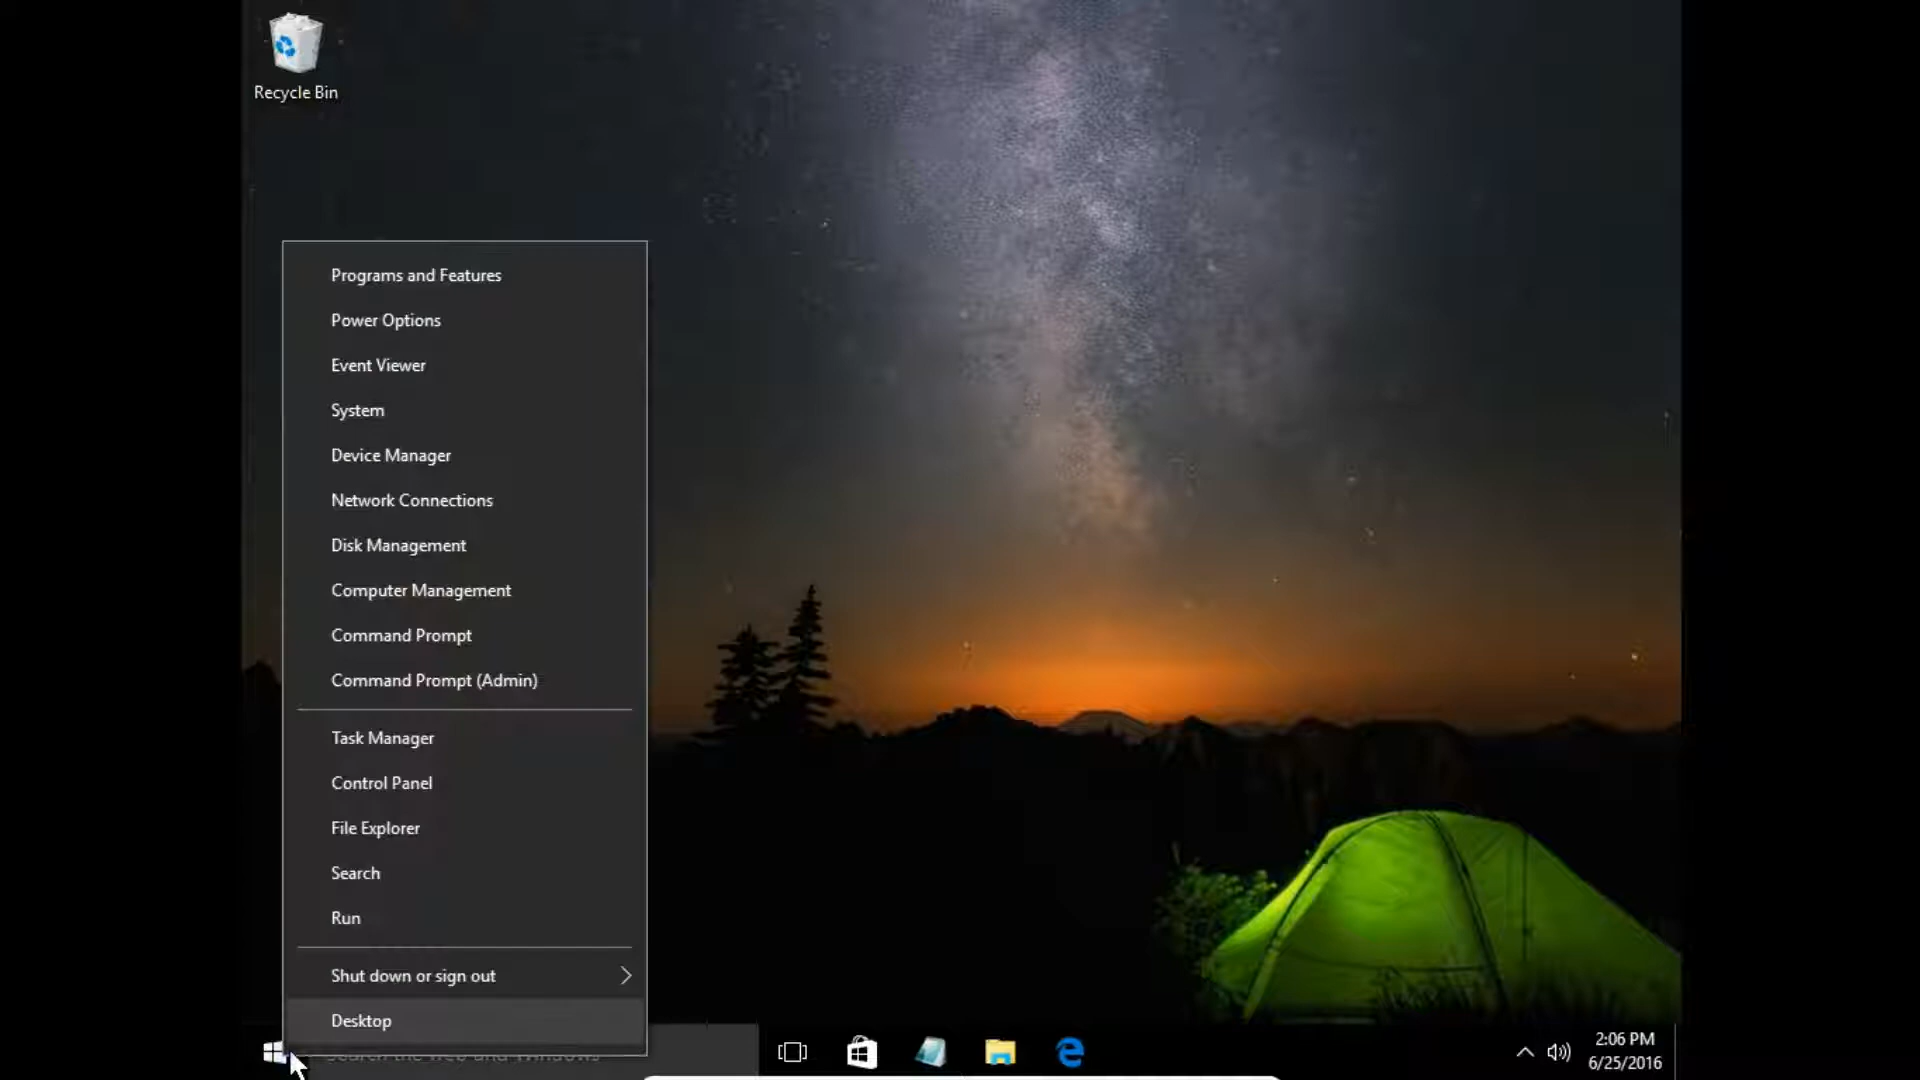 Recycle Bin
Programs and Features
Power Options
Event Viewer
System
Device Manager
Network Connections
Disk Management
Computer Management
Command Prompt
Command Prompt (Admin)
Task Manager
Control Panel
File Explorer
Search
Run
Shut down or sign out
Desktop
Search the web and Windows
2:06 PM
6/25/2016